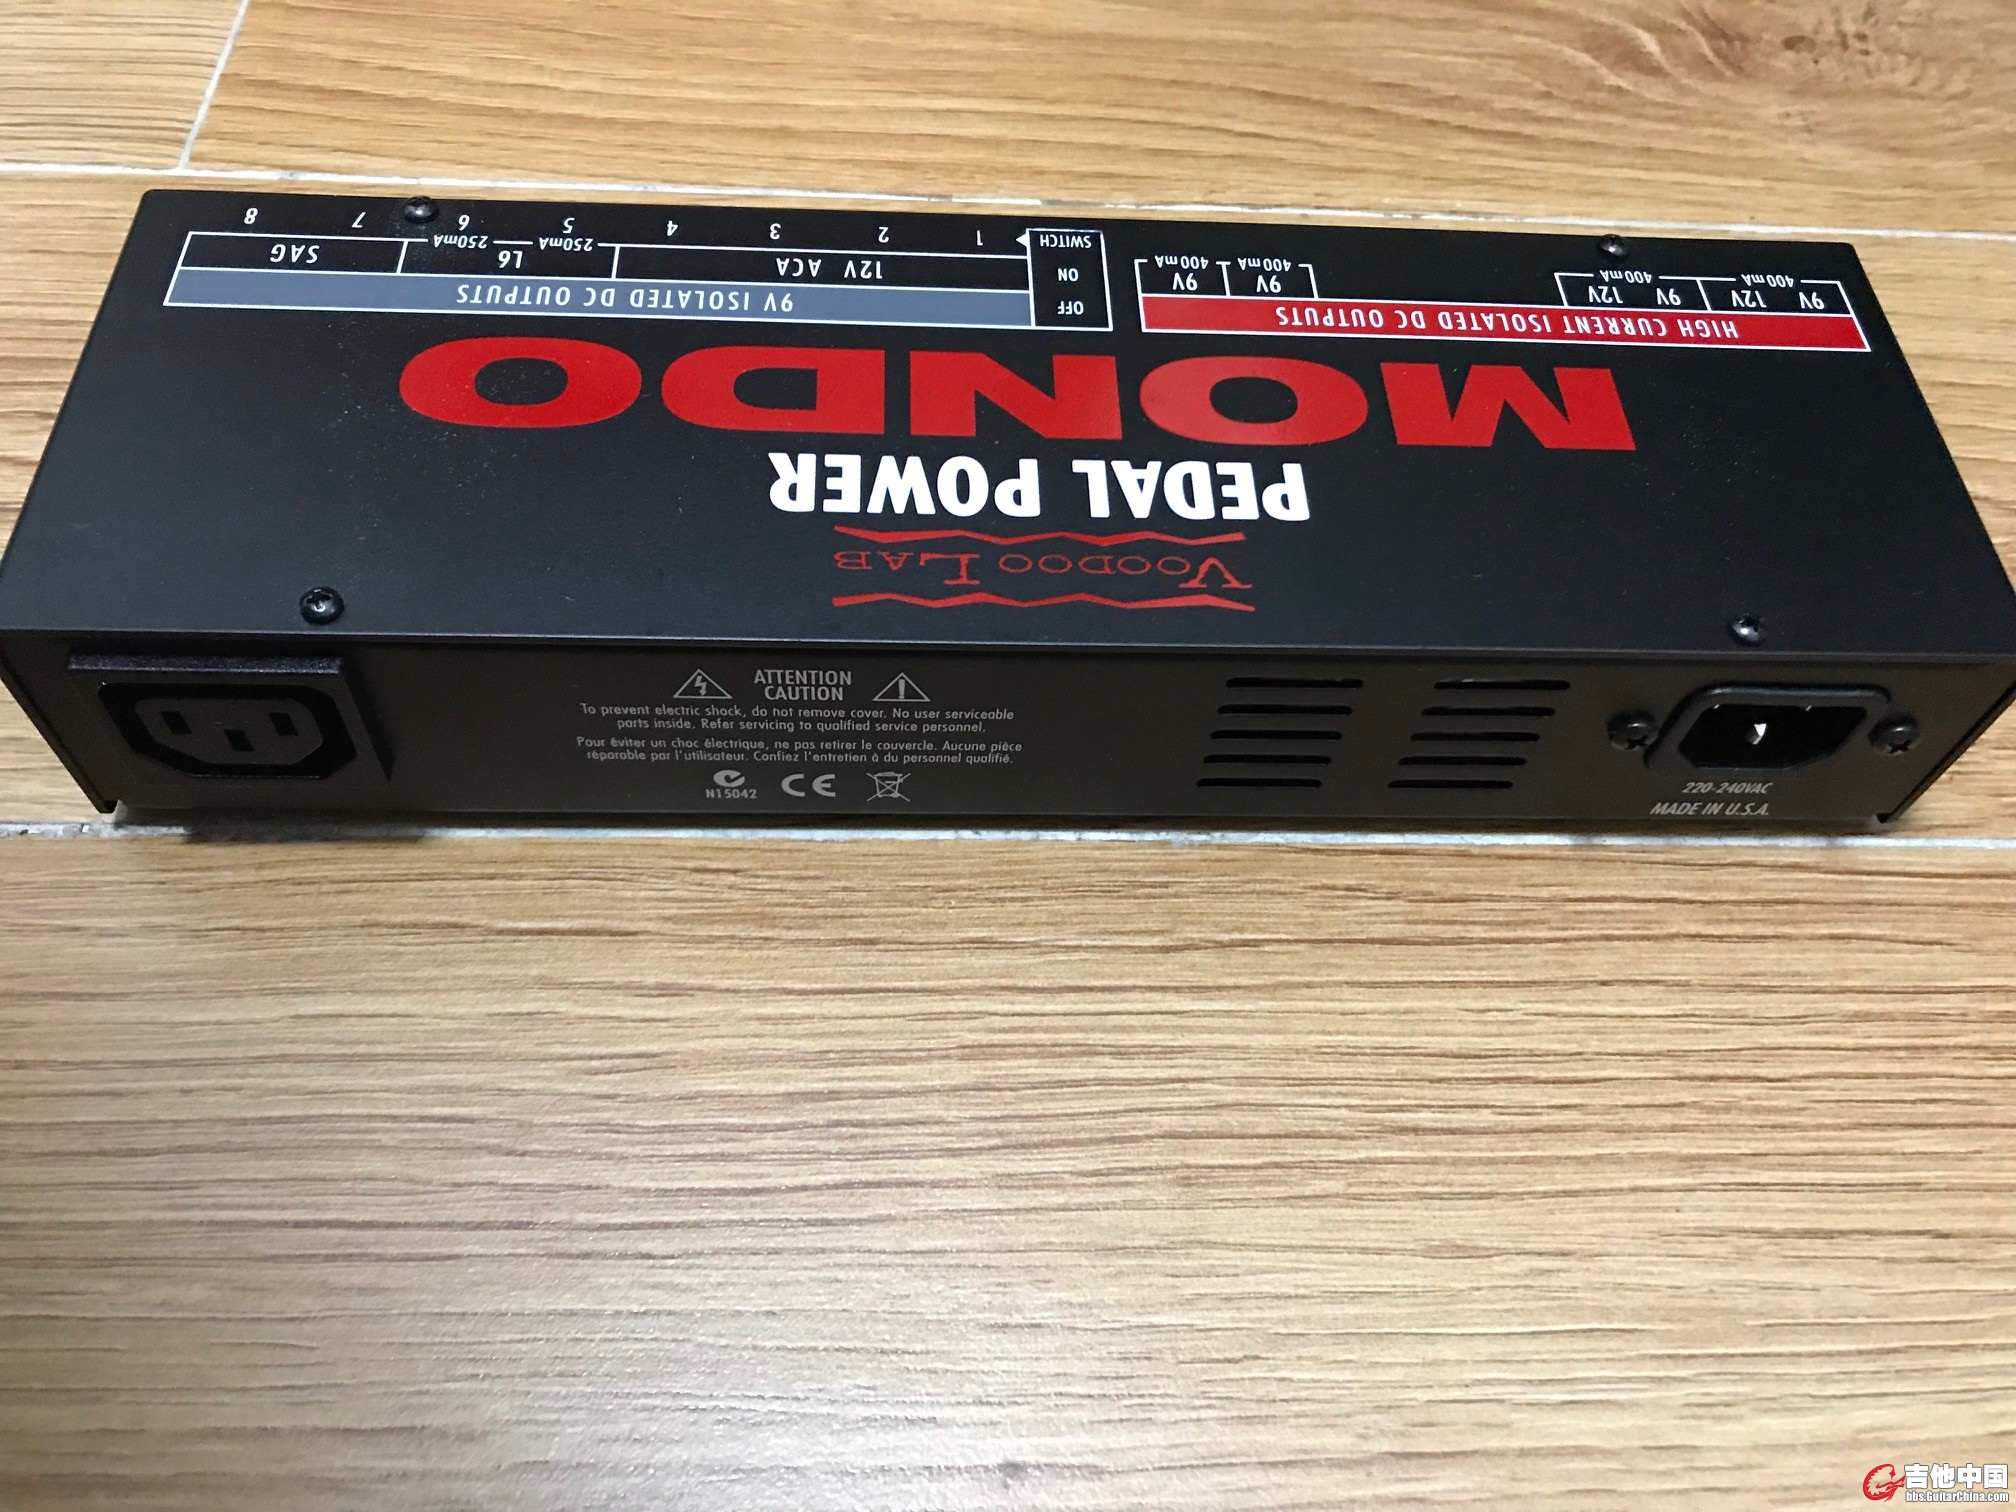 VOODOO LAB
PEDAL POWER
MONDO
HIGH CURRENT ISOLATED DC OUTPUTS
9V 12V 9V 12V 9V 9V
400mA 400mA 400mA 400mA
OFF
ON
SWITCH
9V ISOLATED DC OUTPUTS
12V ACA L6 SAG
250mA 250mA
1 2 3 4 5 6 7 8
ATTENTION
CAUTION
To prevent electric shock, do not remove cover. No user serviceable
parts inside. Refer servicing to qualified service personnel.
Pour éviter un choc électrique, ne pas retirer le couvercle. Aucune pièce
réparable par l'utilisateur. Confiez l'entretien à du personnel qualifié.
N15042 CE
220-240VAC
MADE IN U.S.A.
吉他中国
bbs.GuitarChina.com